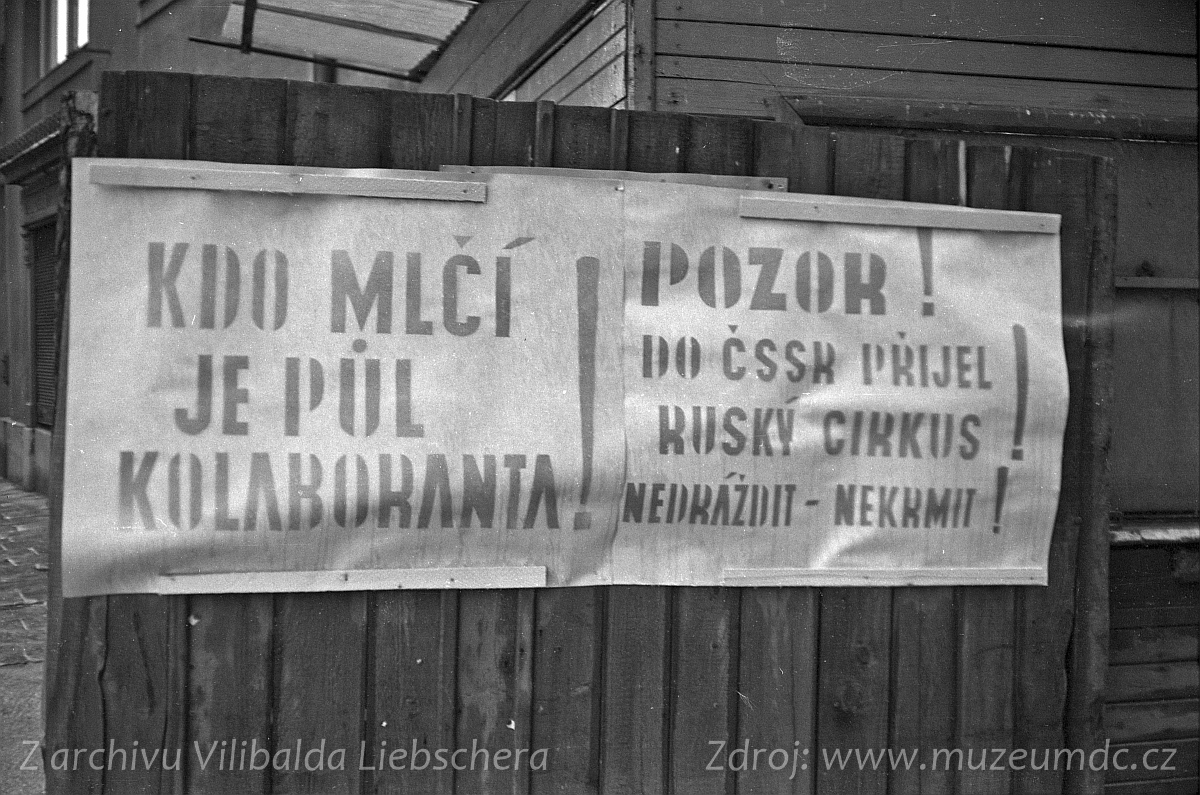 KDO MLČÍ
JE PŮL
KOLABORANTA!
POZOR!
DO ČSSR PŘIJEL
RUSKÝ CIRKUS!
NEDRÁŽDIT - NEKRMIT!
Z archivu Vilibalda Liebschera
Zdroj: www.muzeumdc.cz